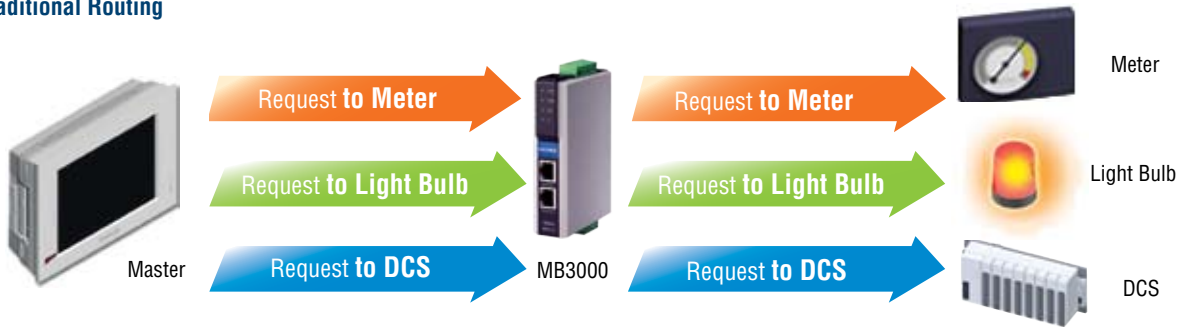 aditional Routing
Request to Meter
Request to Meter
Meter
Request to Light Bulb
Request to Light Bulb
Light Bulb
Master
Request to DCS
MB3000
Request to DCS
DCS